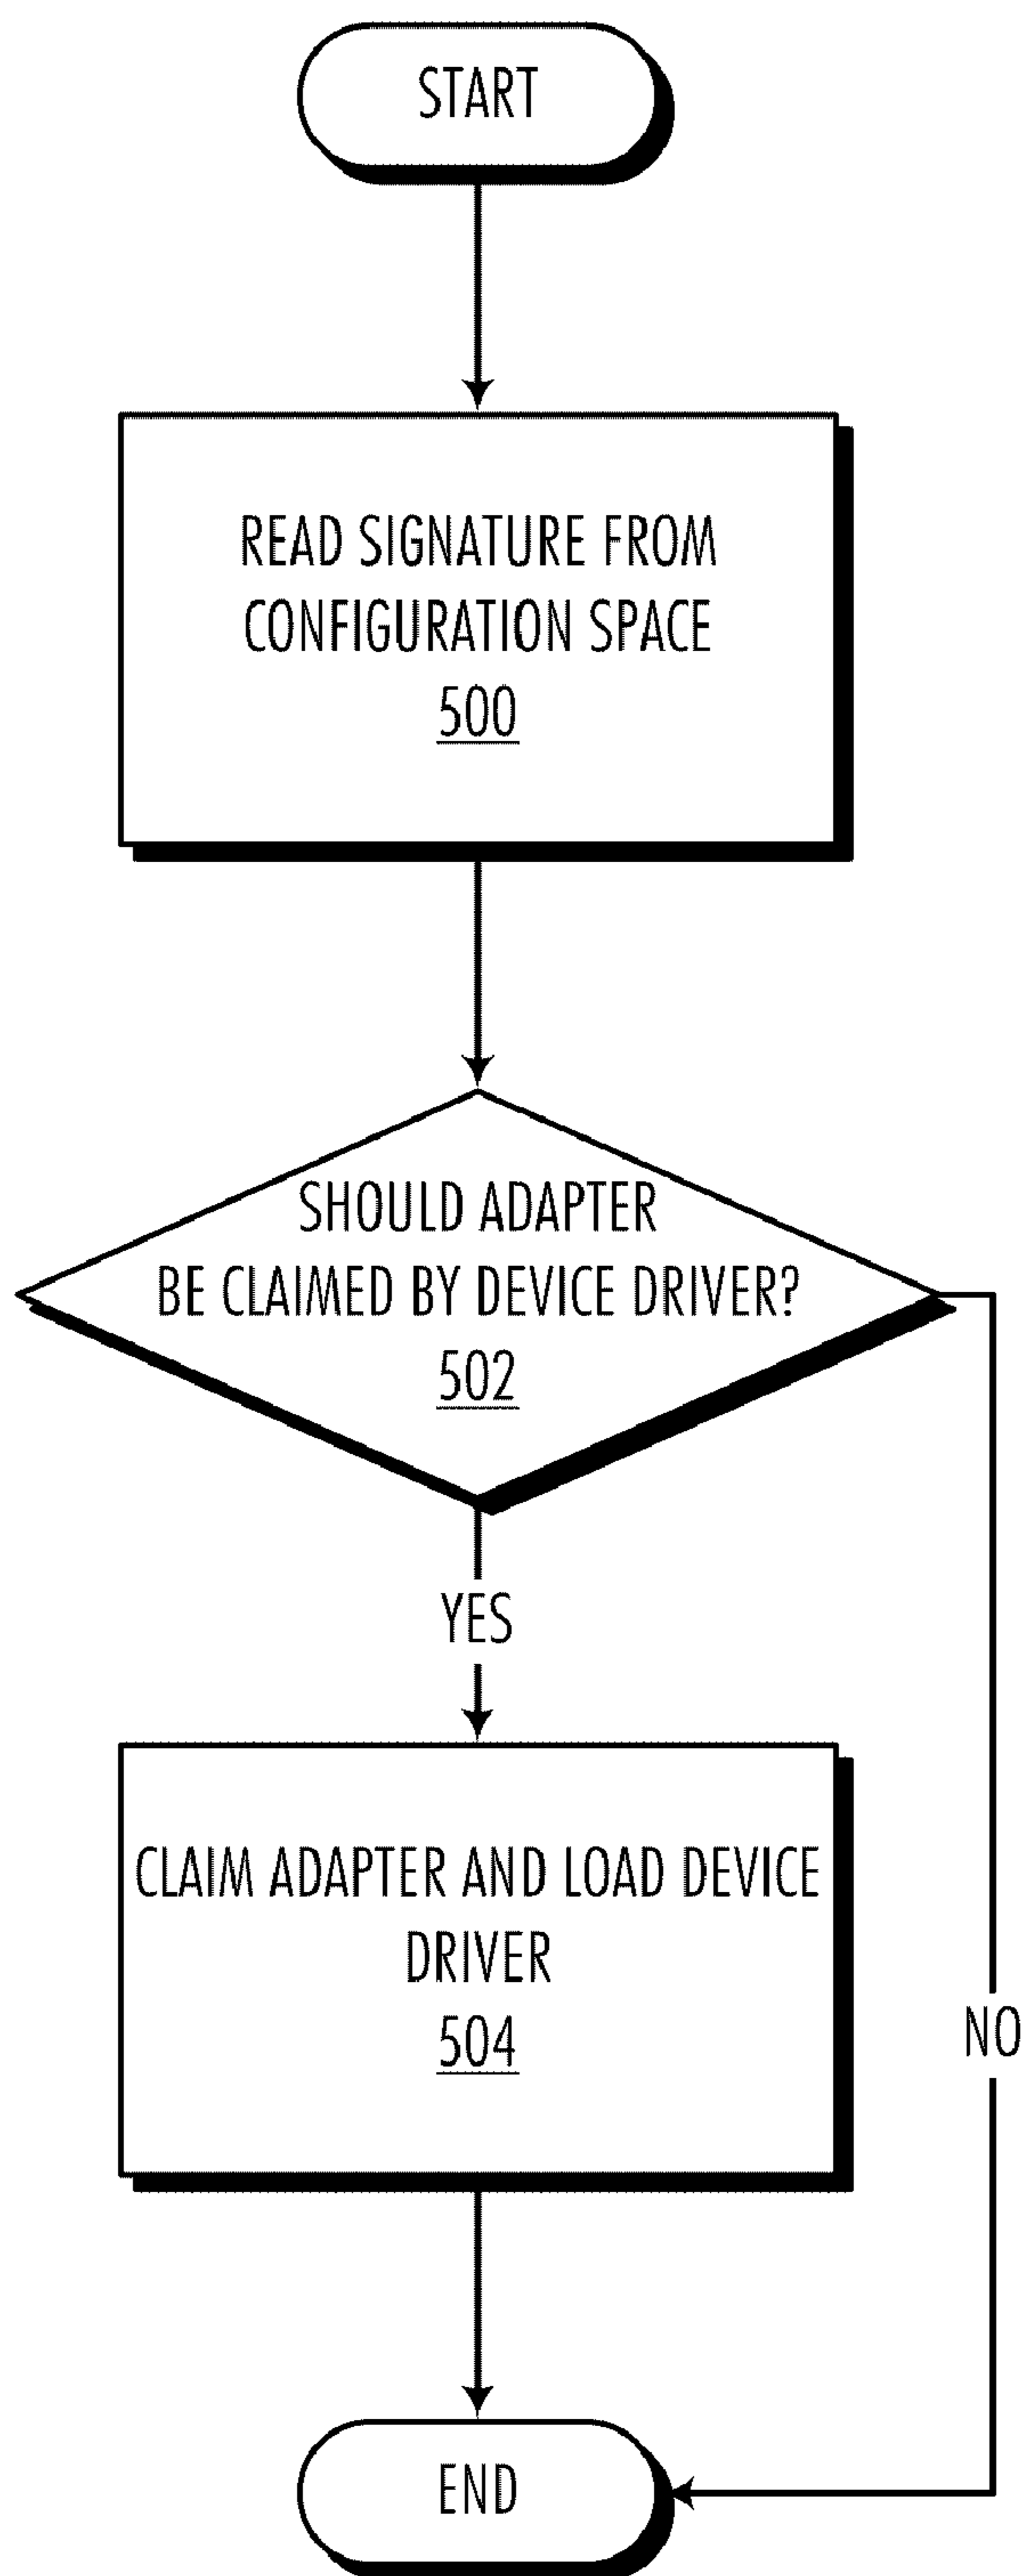 START
READ SIGNATURE FROM
CONFIGURATION SPACE
500
SHOULD ADAPTER
BE CLAIMED BY DEVICE DRIVER?
502
YES
CLAIM ADAPTER AND LOAD DEVICE
DRIVER
504
NO
END